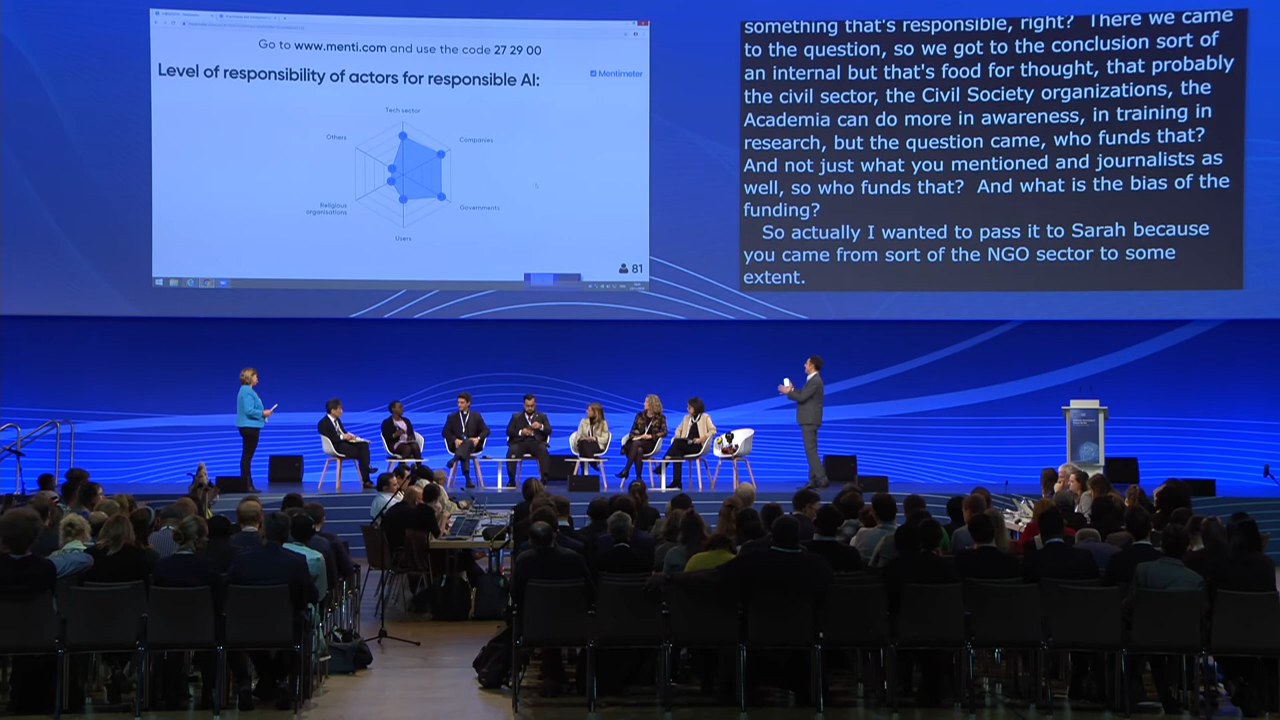 Go to www.menti.com and use the code 27 29 00
Level of responsibility of actors for responsible AI:
Mentimeter
Tech sector
Others
Companies
Religious
organisations
Governments
Users
81
something that's responsible, right? There we came
to the question, so we got to the conclusion sort of
an internal but that's food for thought, that probably
the civil sector, the Civil Society organizations, the
Academia can do more in awareness, in training in
research, but the question came, who funds that?
And not just what you mentioned and journalists as
well, so who funds that? And what is the bias of the
funding?
So actually I wanted to pass it to Sarah because
you came from sort of the NGO sector to some
extent.